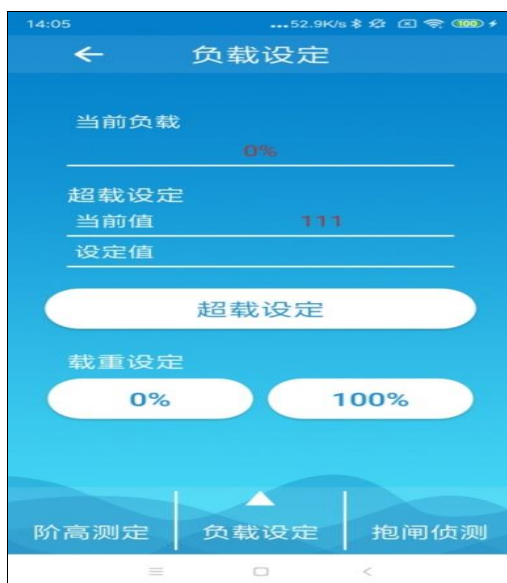 14:05 ...52.9K/s 100
负载设定
当前负载
0%
超载设定
当前值 111
设定值
超载设定
载重设定
0% 100%
阶高测定 负载设定 抱闸侦测